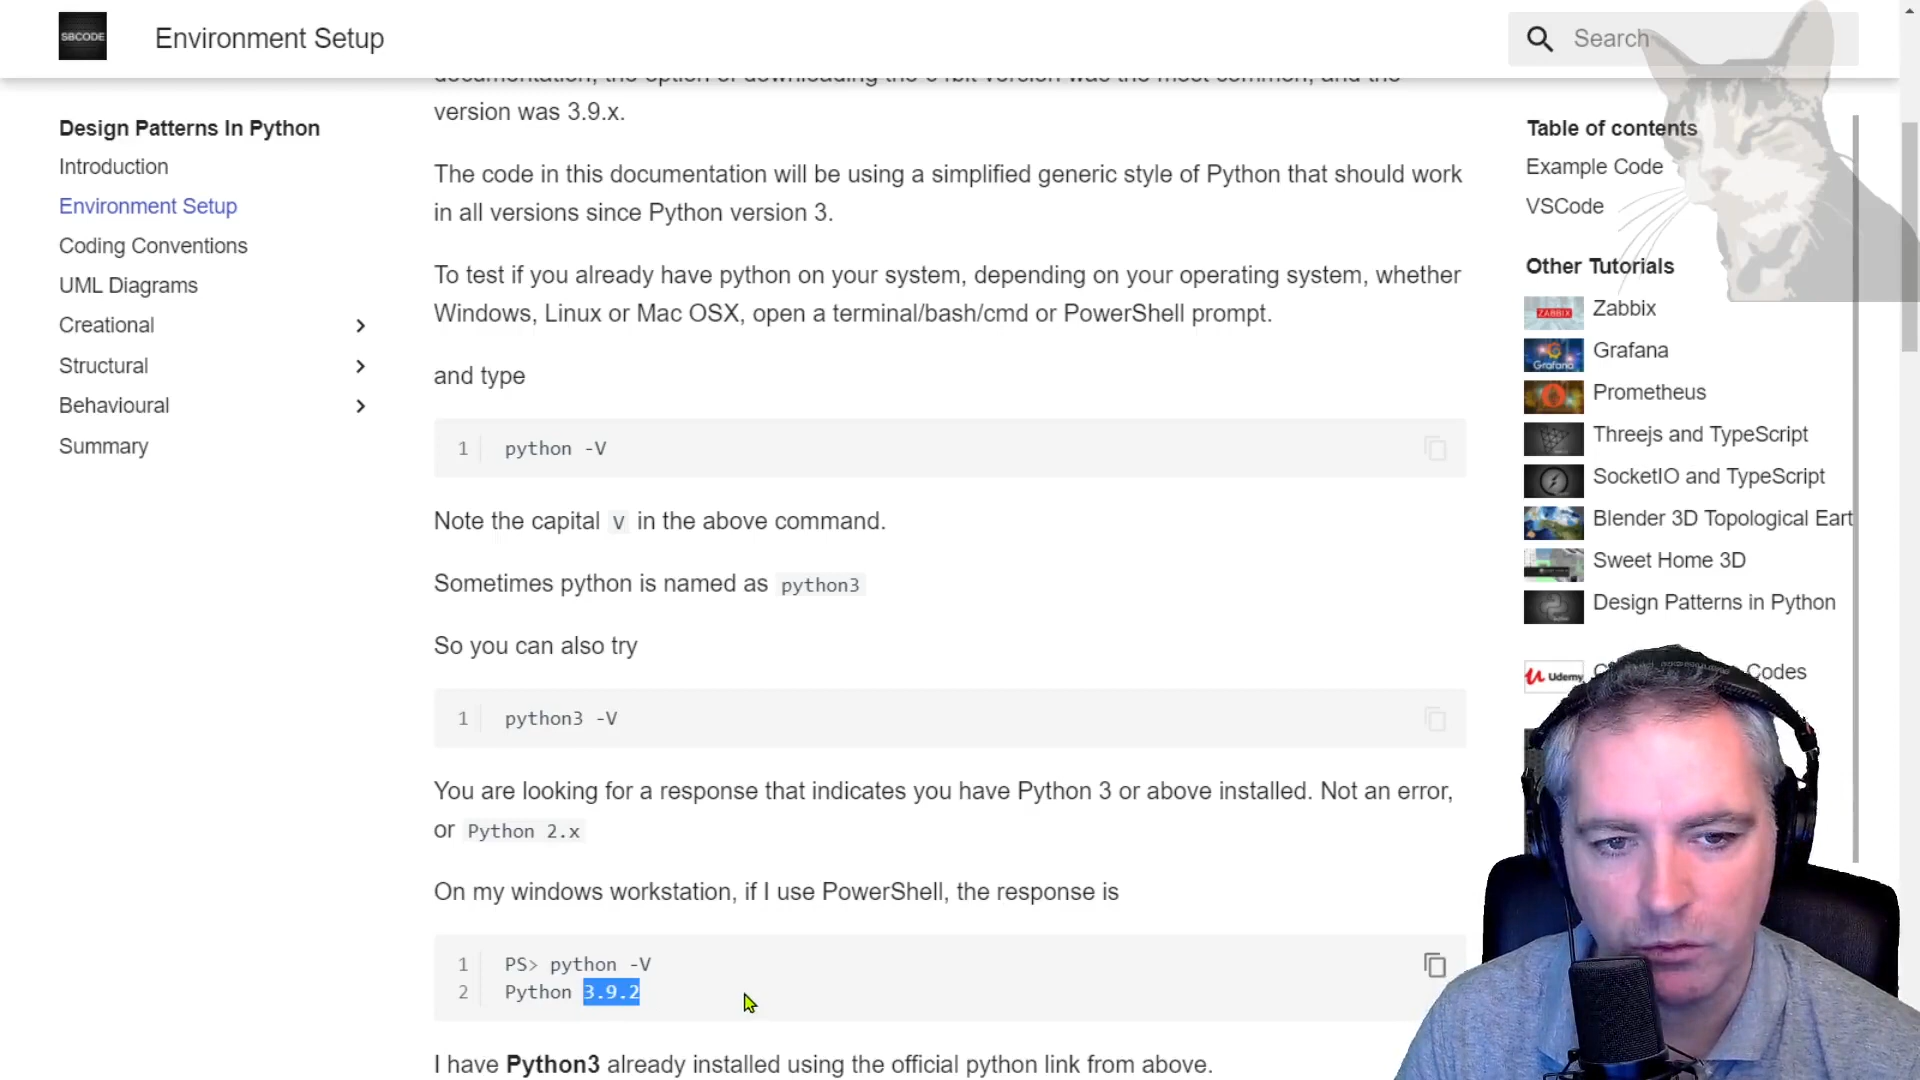 SBCODE
Environment Setup
Search
Design Patterns In Python
Introduction
Environment Setup
Coding Conventions
UML Diagrams
Creational
Structural
Behavioural
Summary
version was 3.9.x.
The code in this documentation will be using a simplified generic style of Python that should work
in all versions since Python version 3.
To test if you already have python on your system, depending on your operating system, whether
Windows, Linux or Mac OSX, open a terminal/bash/cmd or PowerShell prompt.
and type
1 python -V
Note the capital V in the above command.
Sometimes python is named as python3
So you can also try
1 python3 -V
You are looking for a response that indicates you have Python 3 or above installed. Not an error,
or Python 2.x
On my windows workstation, if I use PowerShell, the response is
1 PS> python -V
2 Python 3.9.2
I have Python3 already installed using the official python link from above.
Table of contents
Example Code
VSCode
Other Tutorials
ZABBIX Zabbix
Grafana Grafana
Prometheus
Threejs and TypeScript
SocketIO and TypeScript
Blender 3D Topological Eart
Sweet Home 3D
Design Patterns in Python
Udemy Codes